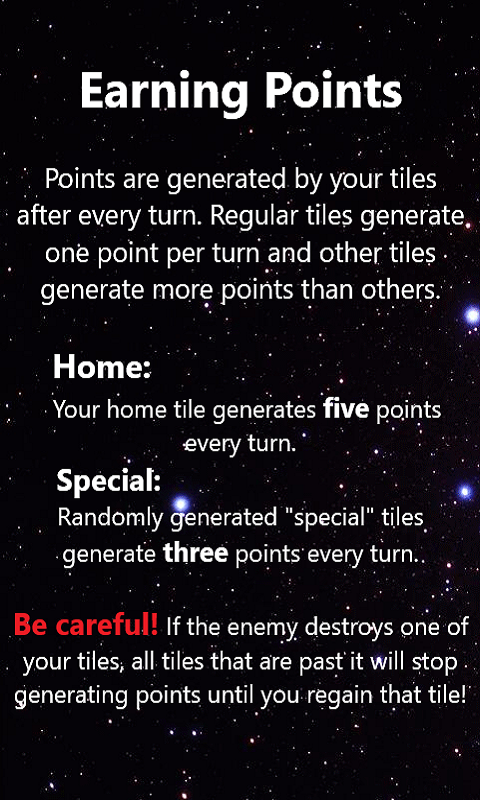 Earning Points
Points are generated by your tiles
after every turn. Regular tiles generate
one point per turn and other tiles
generate more points than others.
Home:
Your home tile generates five points
every turn.
Special:
Randomly generated "special" tiles
generate three points every turn.
Be careful! If the enemy destroys one of
your tiles, all tiles that are past it will stop
generating points until you regain that tile!